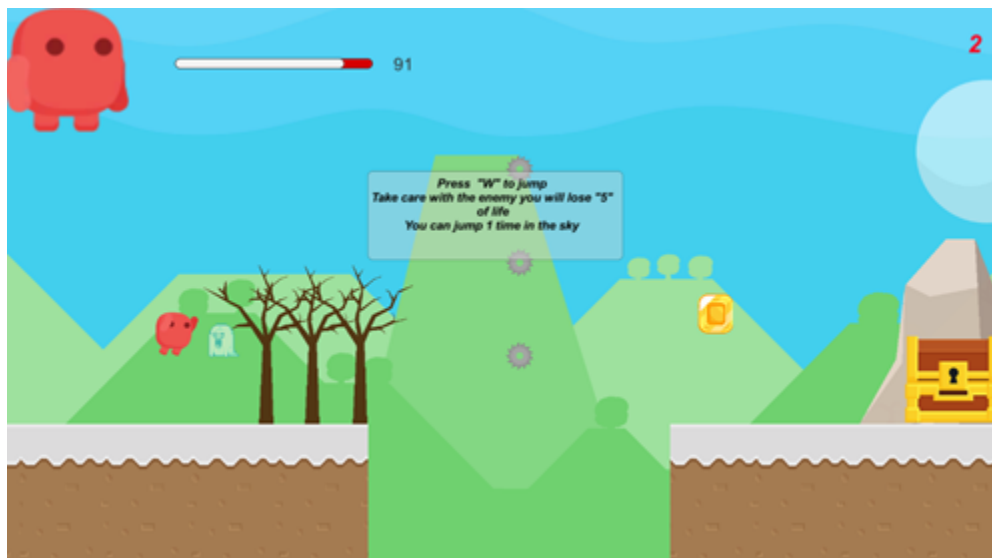 91
2
Press "W" to jump
Take care with the enemy you will lose "5"
of life
You can jump 1 time in the sky